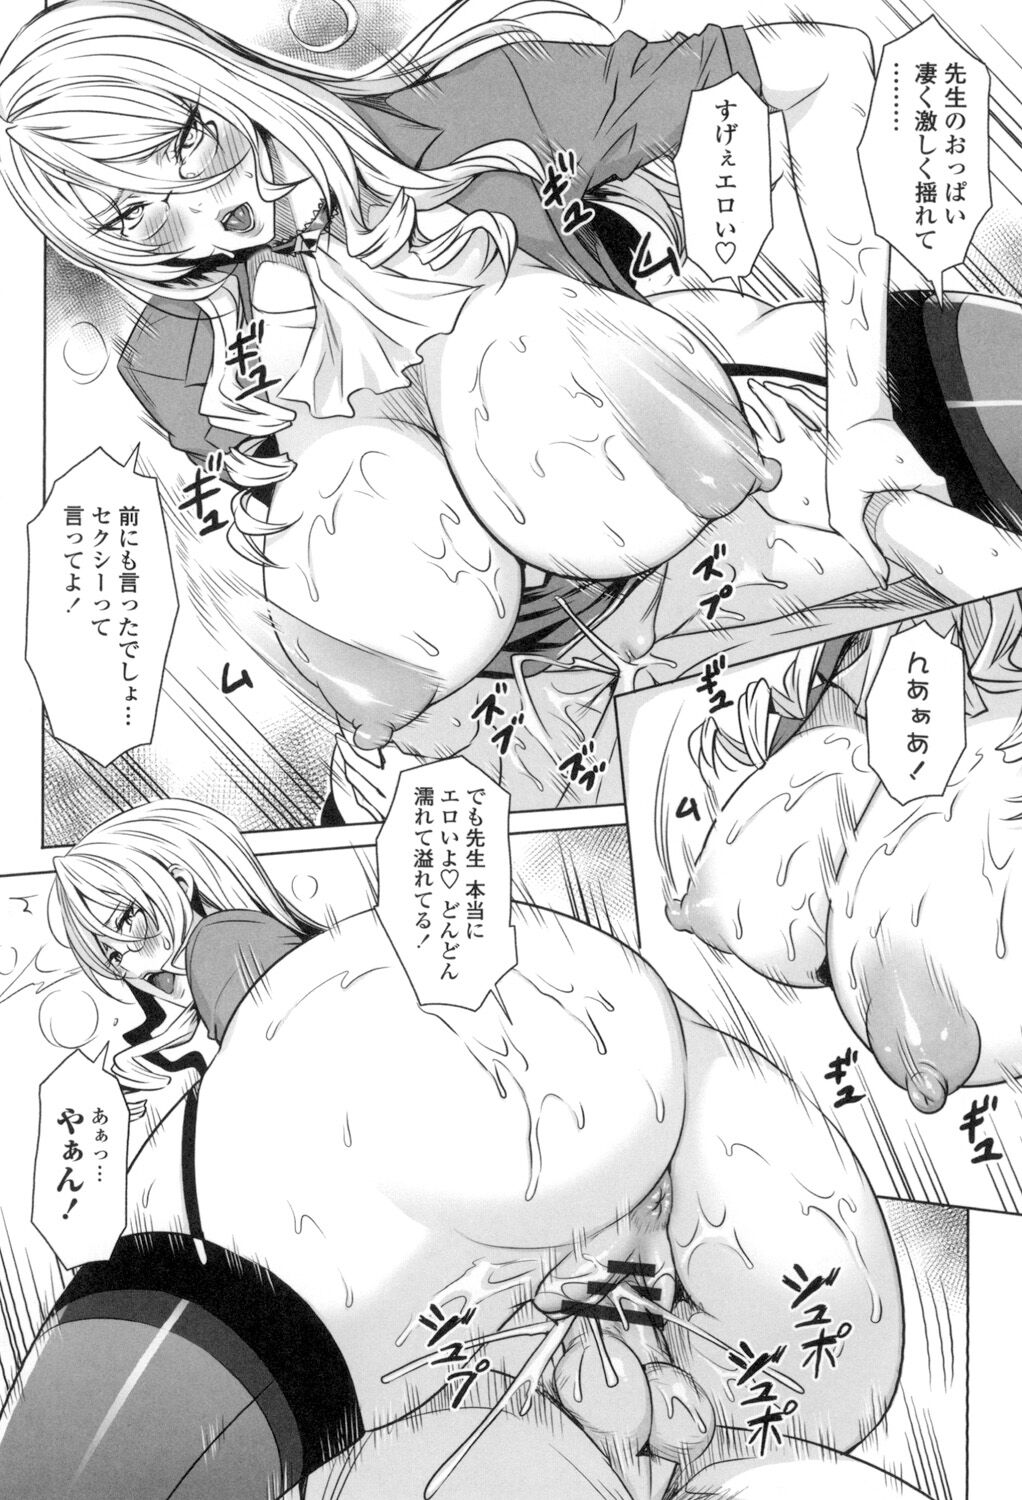 先生のおっぱい
凄く激しく揺れて
………
すげぇエロい♡
ギュ
ム
ギュ
ギュ
前にも言ったでしょ…
セクシーって
言ってよ！
ズプ
ム
ズブ
ズブ
んあぁぁあ！
ギュ
ム
ギュ
ギュ
でも先生 本当に
エロいよ♡ どんどん
濡れて溢れてる！
あぁっ…
やぁん！
ジュプ
ジュポ
ジュポ